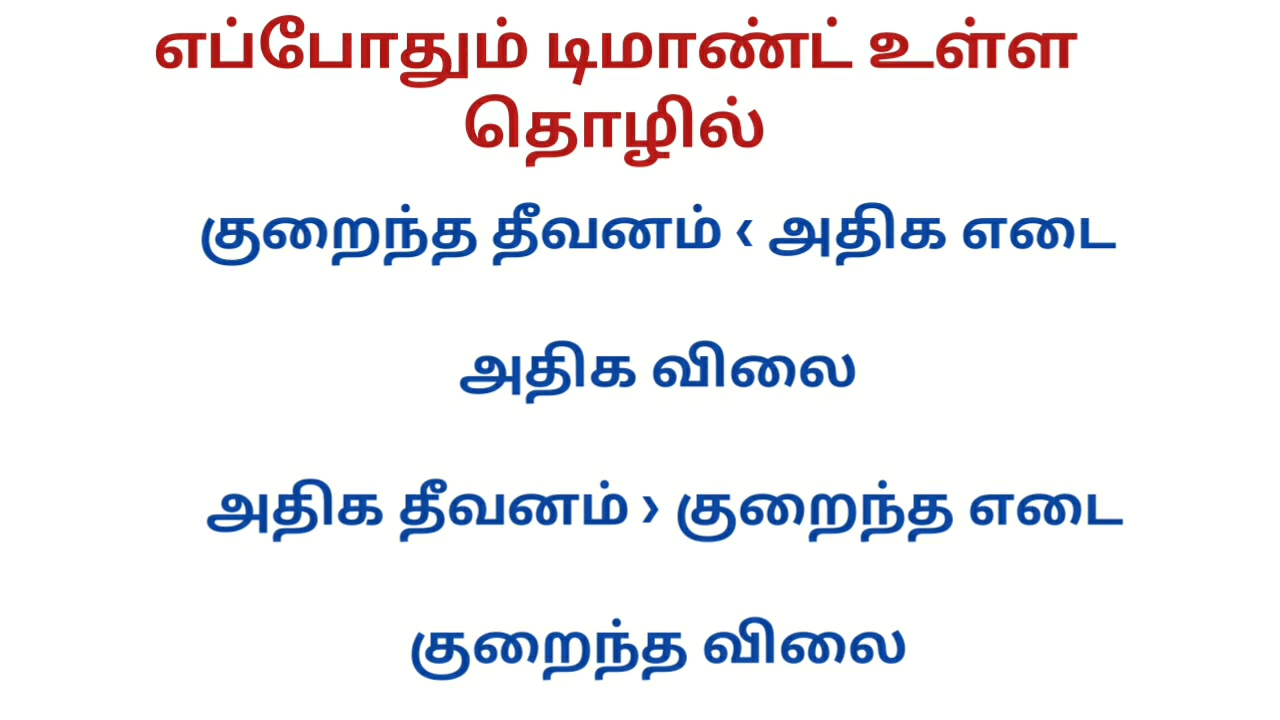 எப்போதும் டிமாண்ட் உள்ள
தொழில்
குறைந்த தீவனம் ‹ அதிக எடை
அதிக விலை
அதிக தீவனம் › குறைந்த எடை
குறைந்த விலை